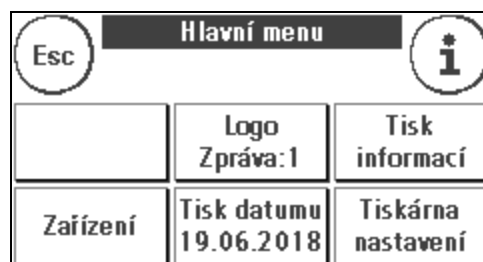 Esc
Hlavní menu
i
Logo
Zpráva:1
Tisk
informací
Zařízení
Tisk datumu
19.06.2018
Tiskárna
nastavení